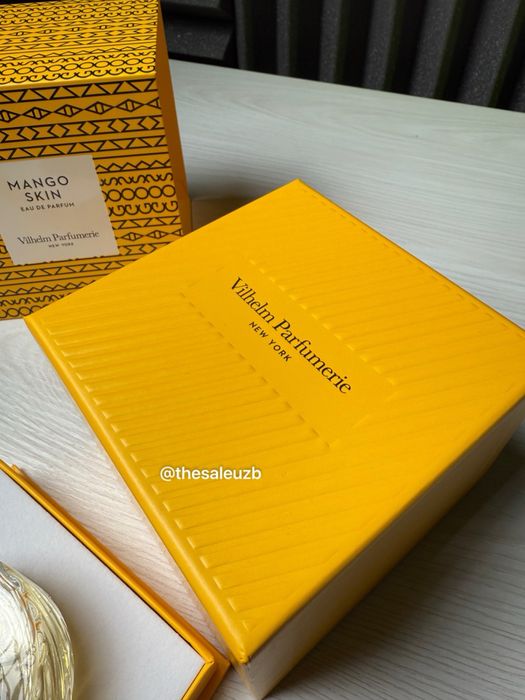 MANGO
SKIN
EAU DE PARFUM
Vilhelm Parfumerie
NEW YORK
Vilhelm Parfumerie
NEW YORK
@thesaleuzb